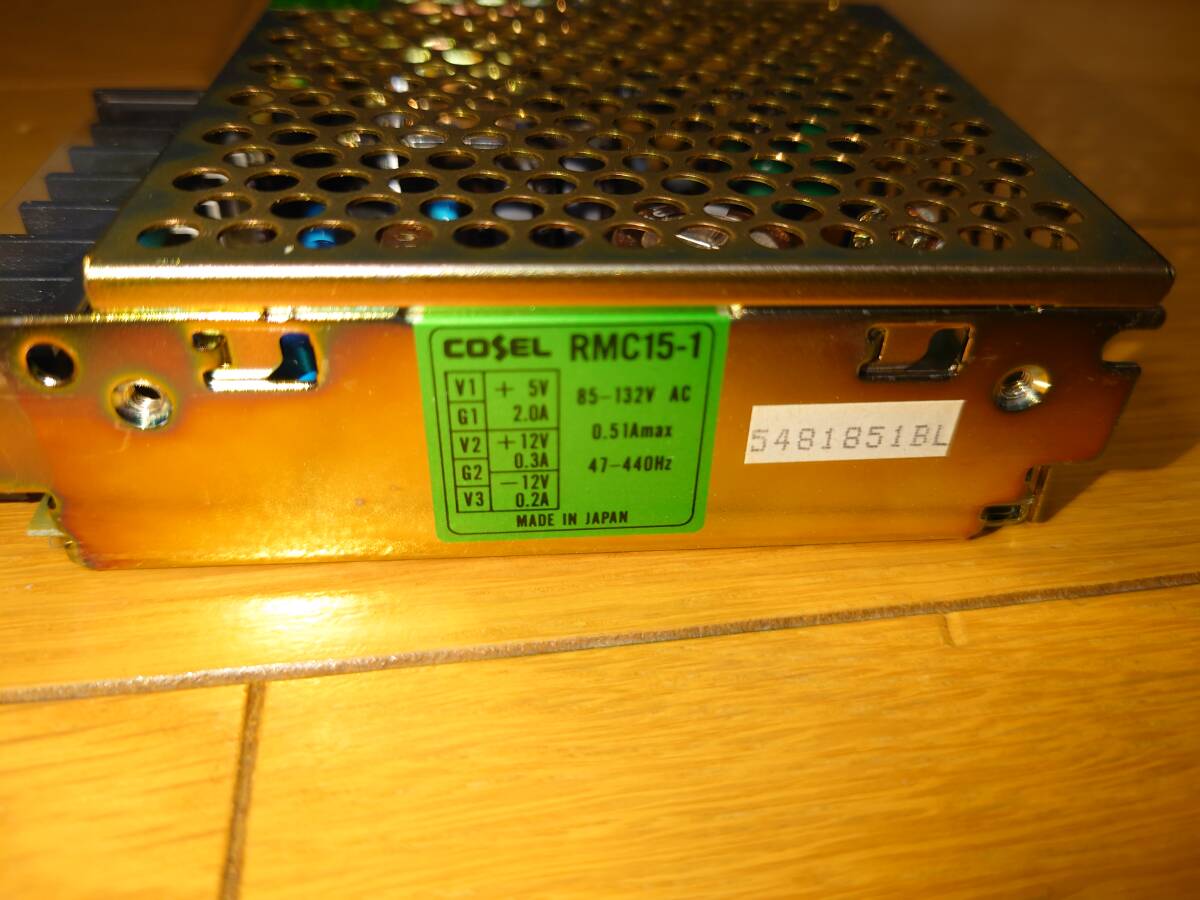 COSEL RMC15-1
V1 + 5V 85-132V AC
G1 2.0A
V2 +12V 0.51Amax
0.3A
G2 47-440Hz
-12V
V3 0.2A
MADE IN JAPAN
5481851BL